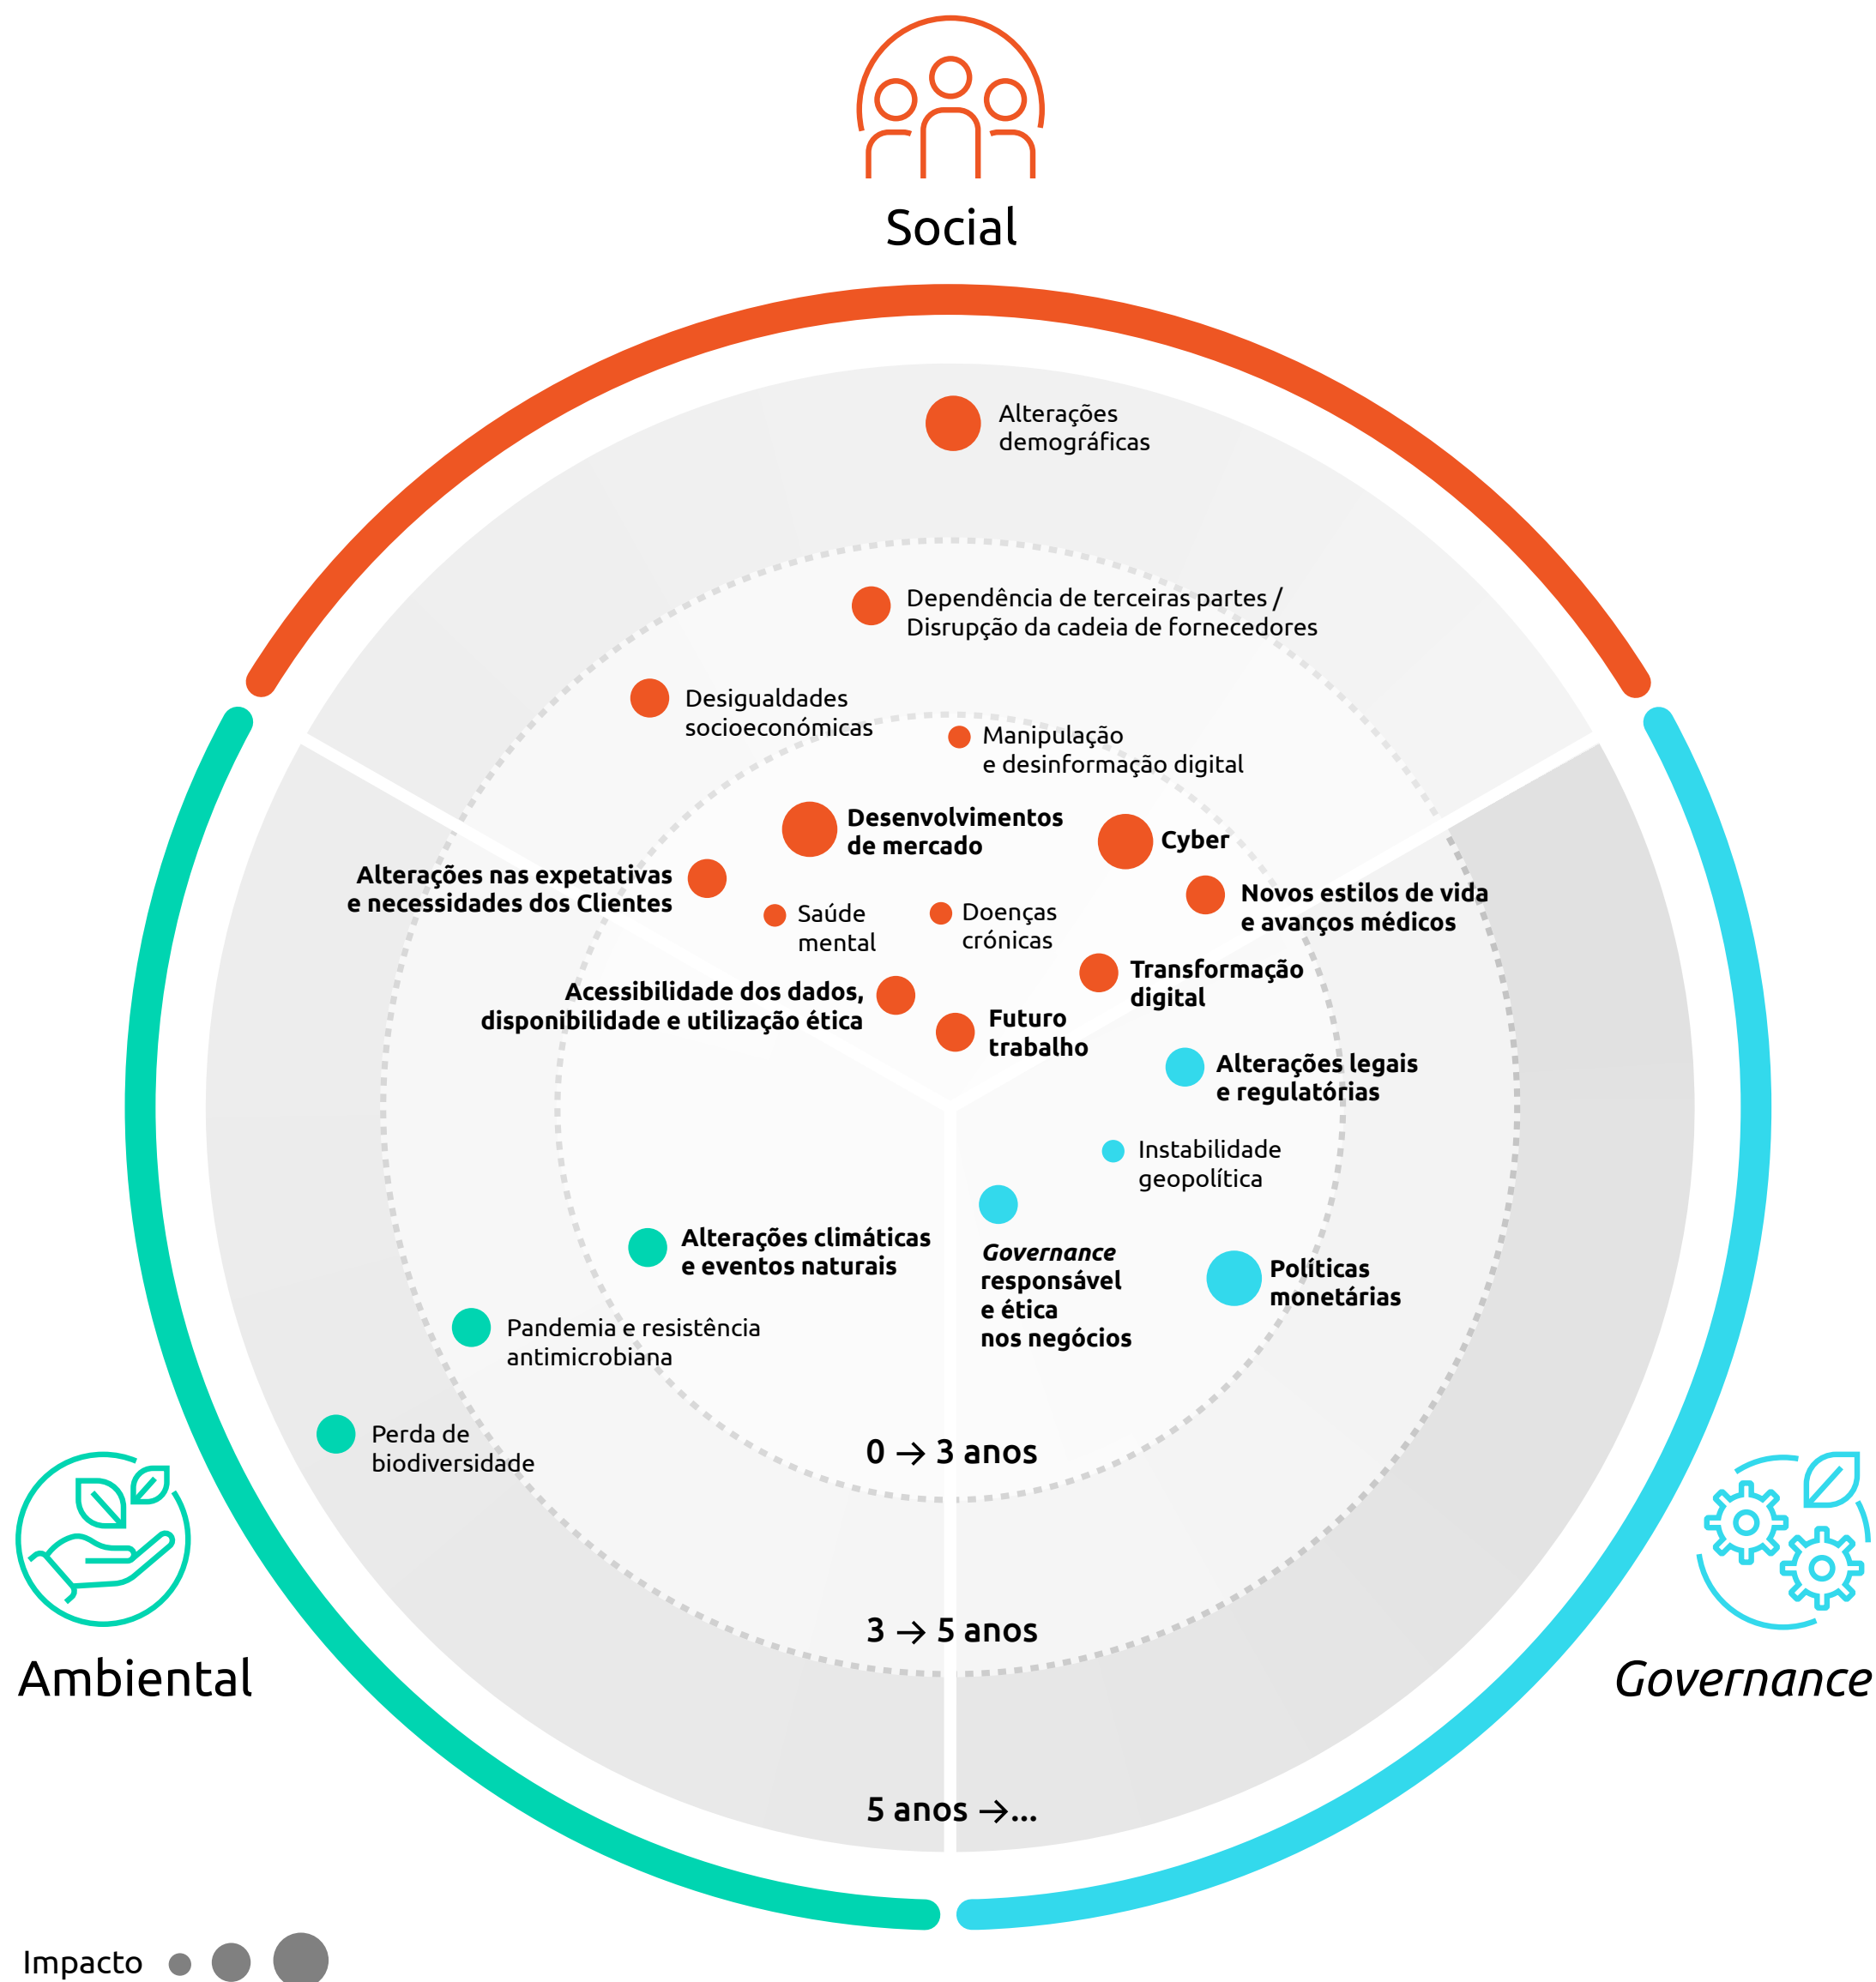 Social
Alterações
demográficas
Dependência de terceiras partes /
Disrupção da cadeia de fornecedores
Desigualdades
socioeconómicas
Manipulação
e desinformação digital
Desenvolvimentos
de mercado
Cyber
Alterações nas expetativas
e necessidades dos Clientes
Novos estilos de vida
e avanços médicos
Saúde
mental
Doenças
crónicas
Transformação
digital
Acessibilidade dos dados,
disponibilidade e utilização ética
Futuro
trabalho
Alterações legais
e regulatórias
Instabilidade
geopolítica
Alterações climáticas
e eventos naturais
Governance
responsável
e ética
nos negócios
Políticas
monetárias
Pandemia e resistência
antimicrobiana
Perda de
biodiversidade
0 → 3 anos
3 → 5 anos
Ambiental
Governance
5 anos →...
Impacto